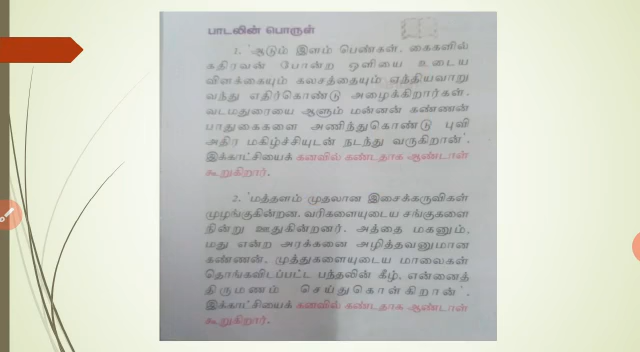 பாடலின் பொருள்
1. 'ஆடும் இளம் பெண்கள், கைகளில்
கதிரவன் போன்ற ஒளியை உடைய
விளக்கையும் கலசத்தையும் ஏந்தியவாறு
வந்து எதிர்கொண்டு அழைக்கிறார்கள்.
வடமதுரையை ஆளும் மன்னன் கண்ணன்
பாதுகைகளை அணிந்துகொண்டு புவி
அதிர மகிழ்ச்சியுடன் நடந்து வருகிறான்'.
இக்காட்சியைக் கனவில் கண்டதாக ஆண்டாள்
கூறுகிறார்.
2. 'மத்தளம் முதலான இசைக்கருவிகள்
முழங்குகின்றன. வரிகளையுடைய சங்குகளை
நின்று ஊதுகின்றனர். அத்தை மகனும்,
மது என்ற அரக்கனை அழித்தவனுமான
கண்ணன், முத்துகளையுடைய மாலைகள்
தொங்கவிடப்பட்ட பந்தலின் கீழ், என்னைத்
திருமணம் செய்துகொள்கிறான்'.
இக்காட்சியைக் கனவில் கண்டதாக ஆண்டாள்
கூறுகிறார்.